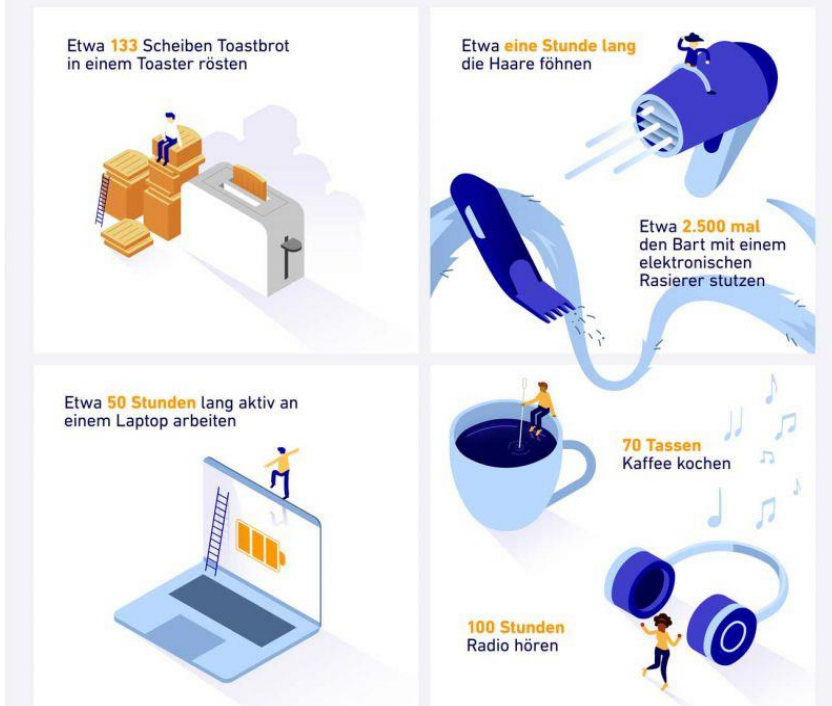 Etwa 133 Scheiben Toastbrot
in einem Toaster rösten
Etwa eine Stunde lang
die Haare föhnen
Etwa 2.500 mal
den Bart mit einem
elektronischen
Rasierer stutzen
Etwa 50 Stunden lang aktiv an
einem Laptop arbeiten
70 Tassen
Kaffee kochen
100 Stunden
Radio hören